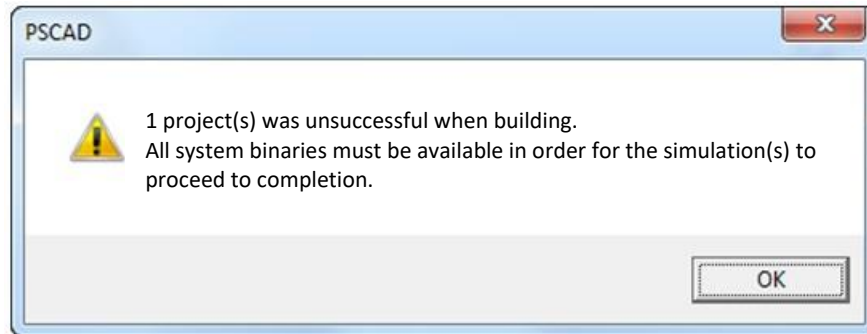 PSCAD
1 project(s) was unsuccessful when building.
All system binaries must be available in order for the simulation(s) to
proceed to completion.
OK